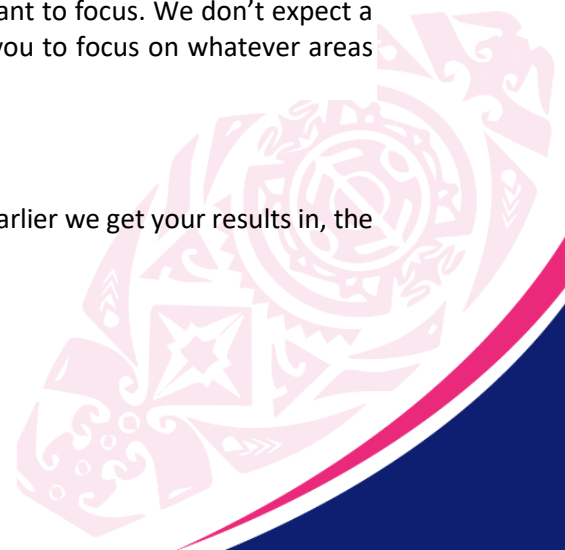 ant to focus. We don’t expect a
you to focus on whatever areas
arlier we get your results in, the